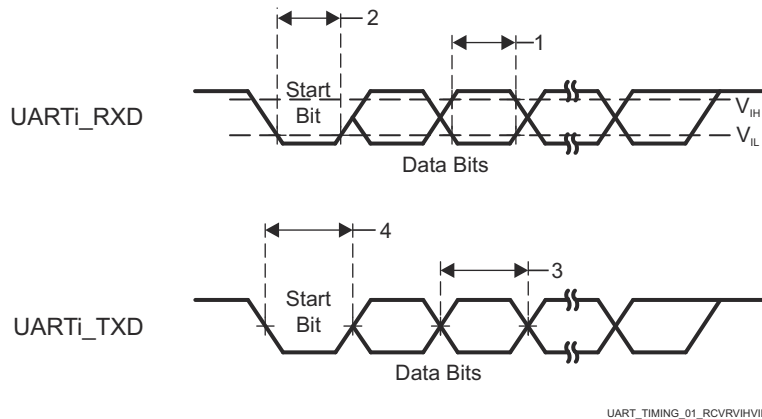 2
1
UARTi_RXD
Start
Bit
VIH
VIL
Data Bits
4
3
UARTi_TXD
Start
Bit
Data Bits
UART_TIMING_01_RCVRVIHVIL